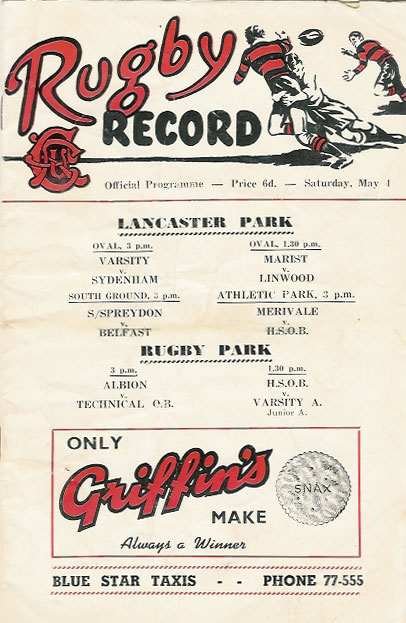 Rugby
RECORD
Official Programme — Price 6d. — Saturday, May 1
LANCASTER PARK
OVAL, 3 p.m.
VARSITY
v.
SYDENHAM
OVAL, 1.30 p.m.
MARIST
v.
LINWOOD
SOUTH GROUND, 3 p.m.
S/SPREYDON
v.
BELFAST
ATHLETIC PARK, 3 p.m.
MERIVALE
v.
H.S.O.B.
RUGBY PARK
3 p.m.
ALBION
v.
TECHNICAL O.B.
1.30 p.m.
H.S.O.B.
v.
VARSITY A.
Junior A.
ONLY
Griffin's
MAKE
SNAX
Always a Winner
BLUE STAR TAXIS - - PHONE 77-555